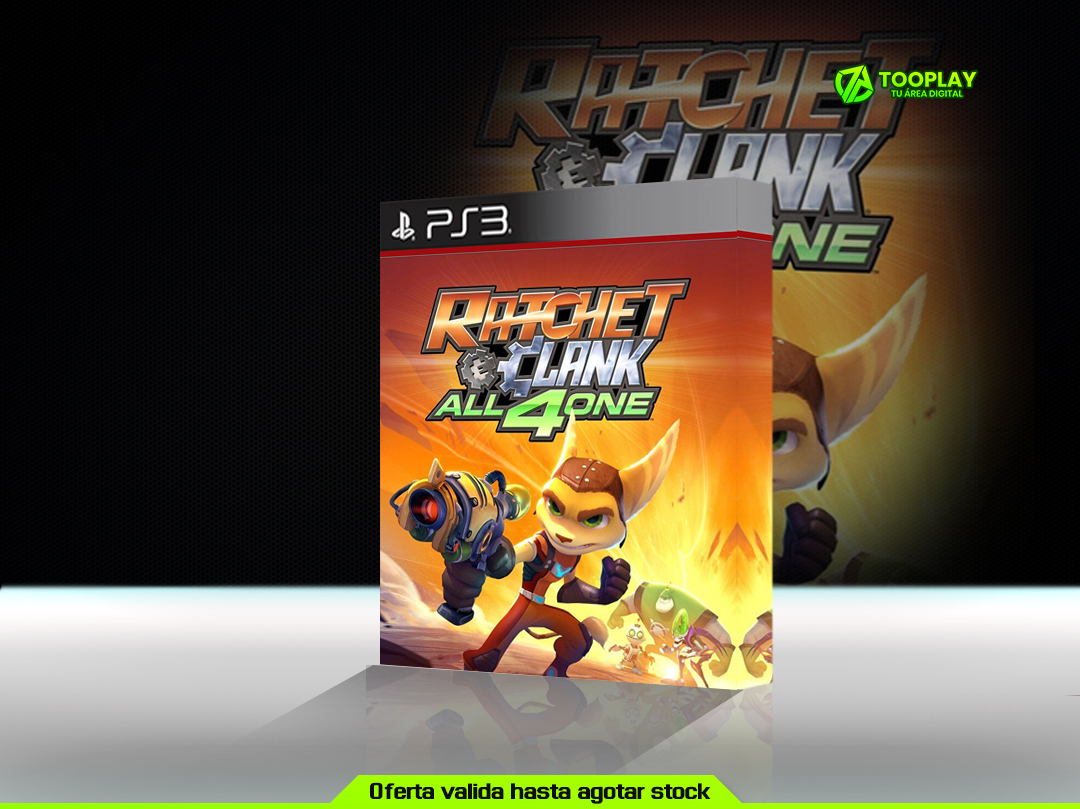 RATCHET
& CLANK
ONE
TOOPLAY
TU ÁREA DIGITAL
PS3
RATCHET
& CLANK
ALL 4 ONE
Oferta valida hasta agotar stock